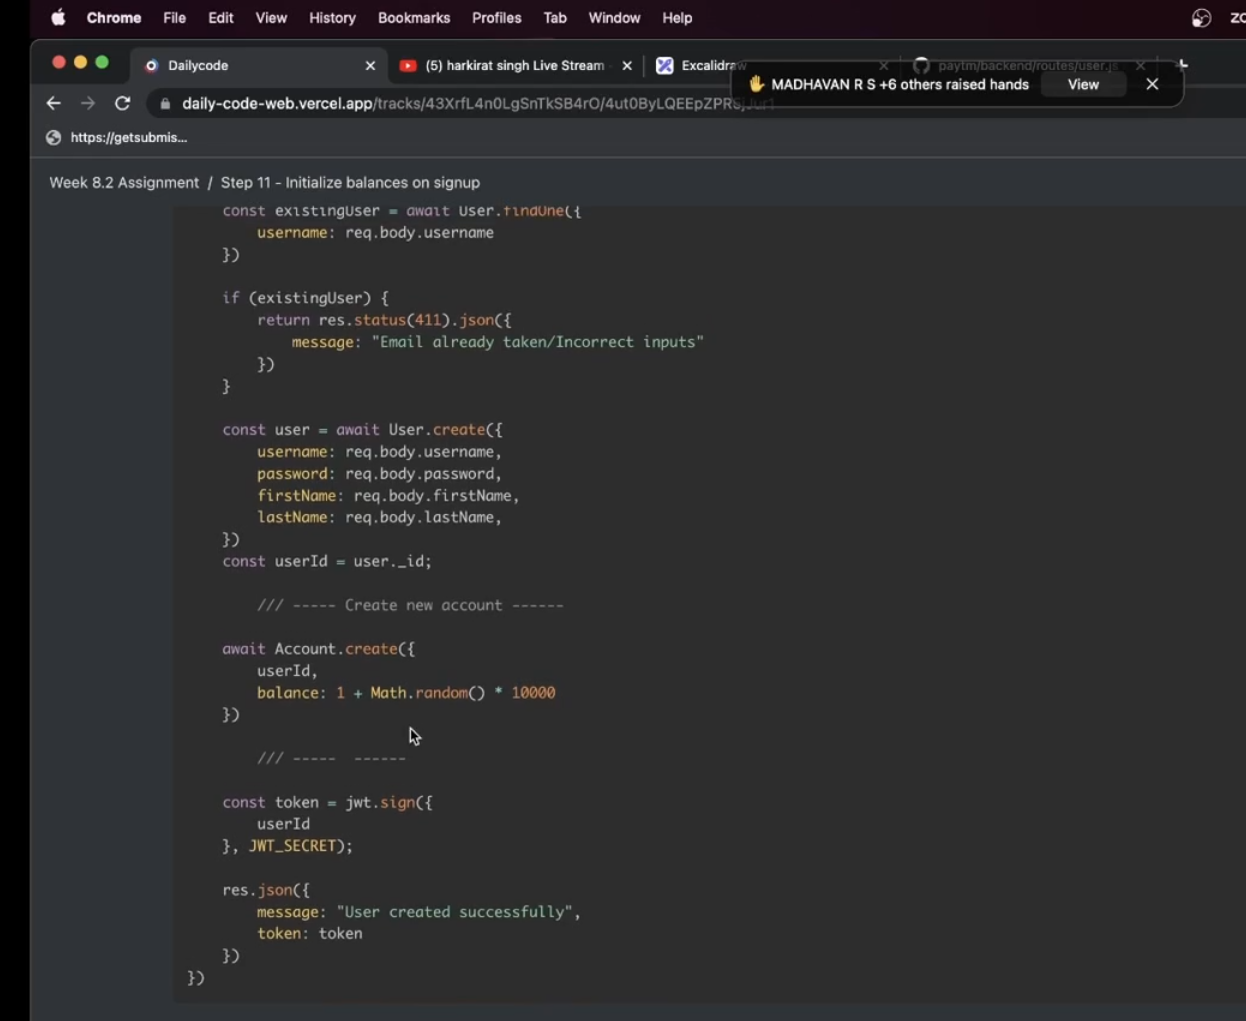 Chrome File Edit View History Bookmarks Profiles Tab Window Help
Dailycode (5) harkirat singh Live Stream Excalidraw paytm/backend/routes/user.js
MADHAVAN R S +6 others raised hands View
daily-code-web.vercel.app/tracks/43XrfL4n0LgSnTkSB4rO/
https://getsubmis...
Week 8.2 Assignment / Step 11 - Initialize balances on signup
const existingUser = await User.findOne({
username: req.body.username
})
if (existingUser) {
return res.status(411).json({
message: "Email already taken/Incorrect inputs"
})
}
const user = await User.create({
username: req.body.username,
password: req.body.password,
firstName: req.body.firstName,
lastName: req.body.lastName,
})
const userId = user._id;
/// ----- Create new account ------
await Account.create({
userId,
balance: 1 + Math.random() * 10000
})
/// -----  ------
const token = jwt.sign({
userId
}, JWT_SECRET);
res.json({
message: "User created successfully",
token: token
})
})